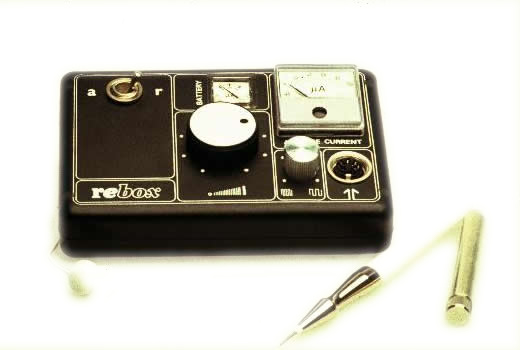 a r
BATTERY
µA
CURRENT
rebox